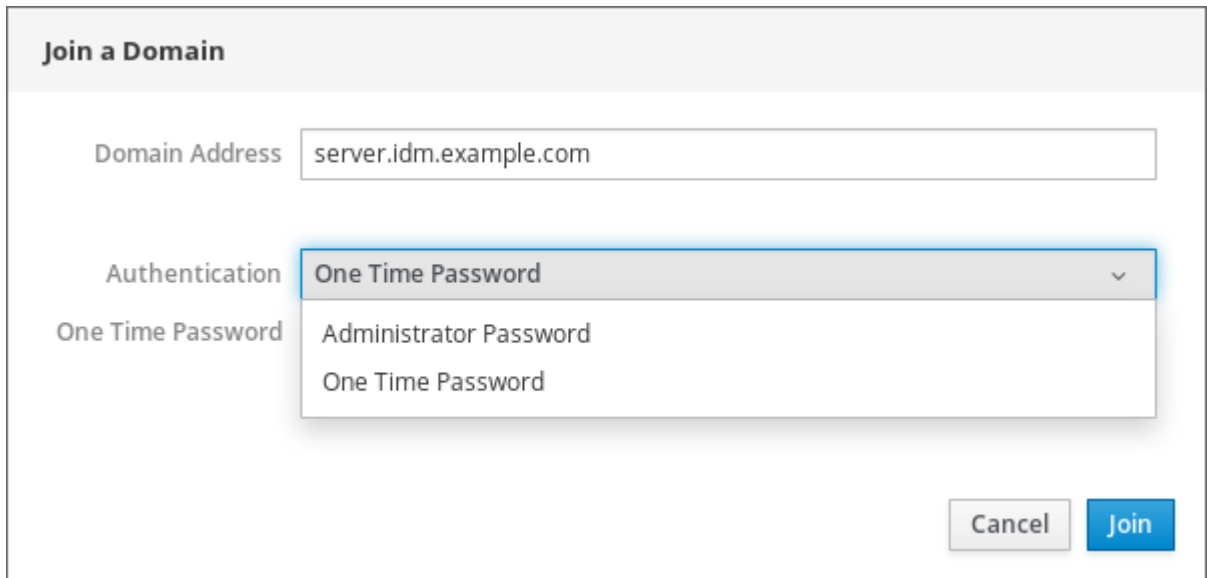 Join a Domain
Domain Address server.idm.example.com
Authentication One Time Password
One Time Password
Administrator Password
One Time Password
Cancel Join